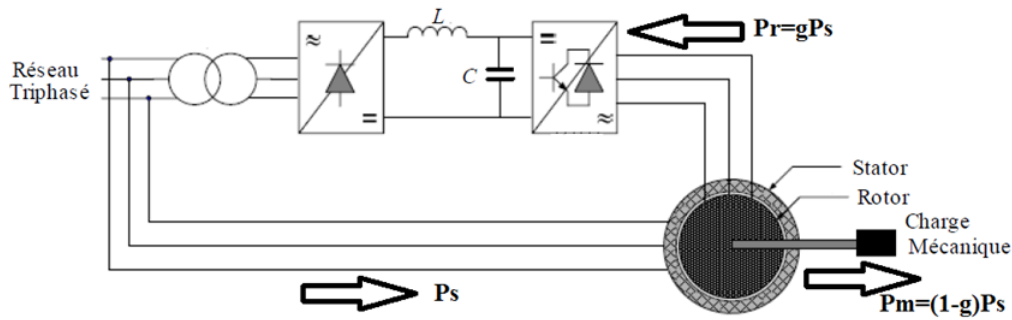 L
Pr=gPs
Réseau
Triphasé
C
Stator
Rotor
Charge
Mécanique
Ps
Pm=(1-g)Ps